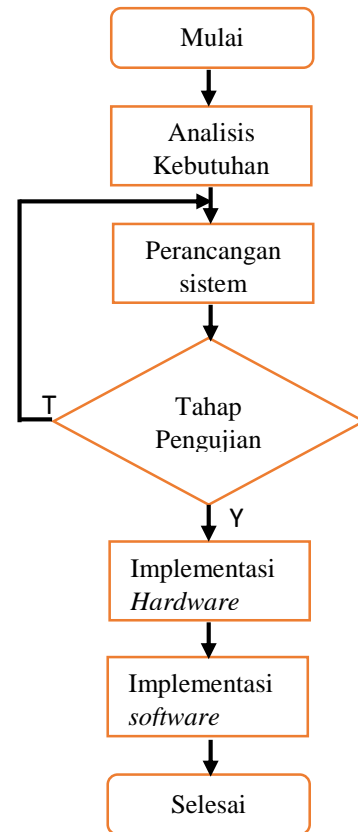 Mulai
Analisis
Kebutuhan
Perancangan
sistem
T
Tahap
Pengujian
Y
Implementasi
Hardware
Implementasi
software
Selesai